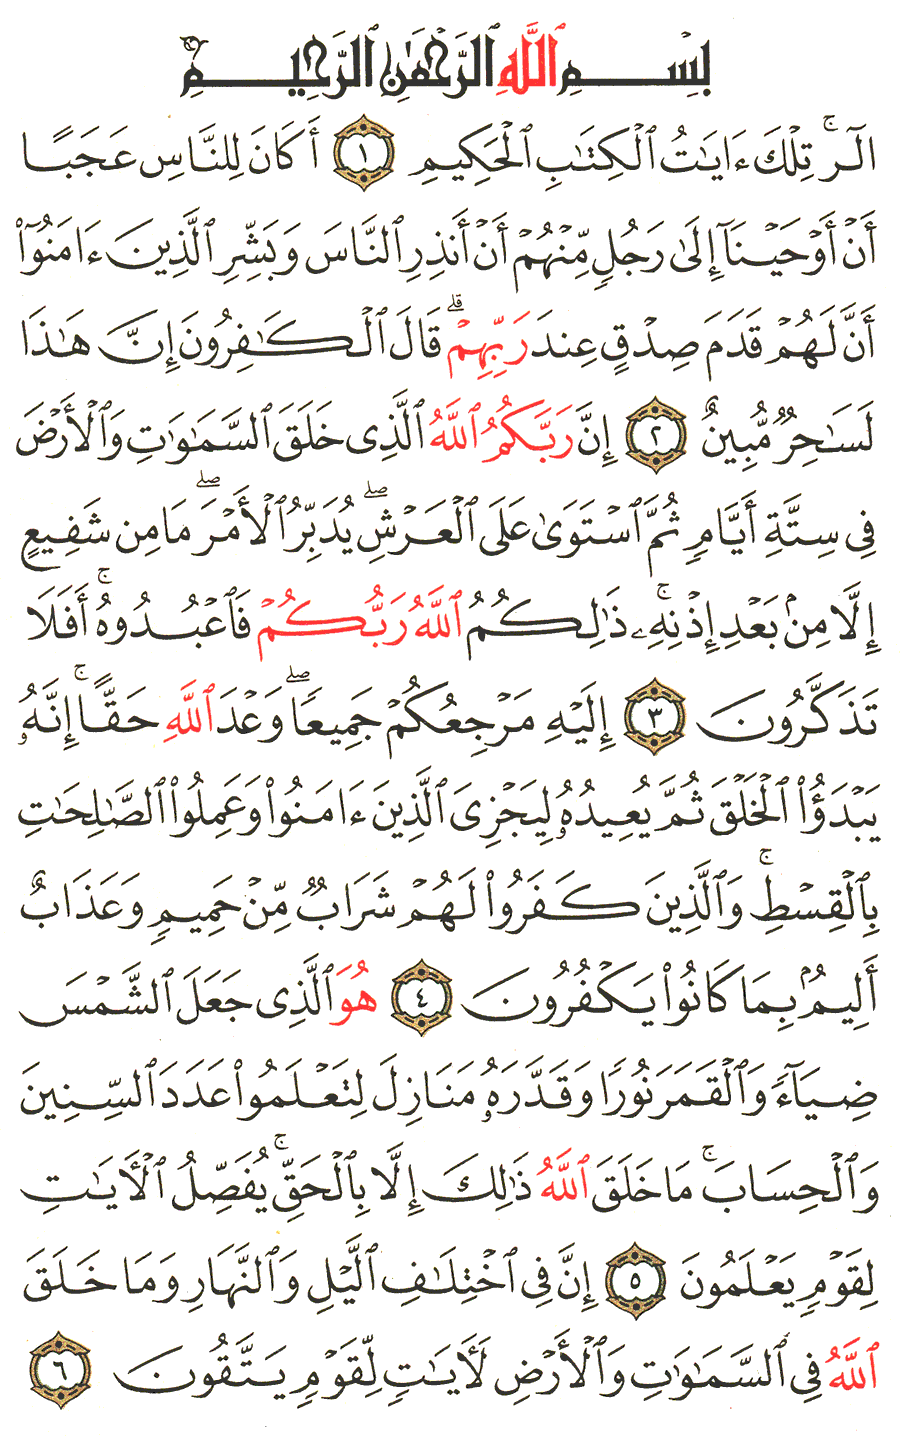 بِسْمِ ٱللَّهِ ٱلرَّحْمَٰنِ ٱلرَّحِيمِ
الٓرۚ تِلْكَ ءَايَٰتُ ٱلْكِتَٰبِ ٱلْحَكِيمِ ١ أَكَانَ لِلنَّاسِ عَجَبًا
أَنْ أَوْحَيْنَآ إِلَىٰ رَجُلٍ مِّنْهُمْ أَنْ أَنذِرِ ٱلنَّاسَ وَبَشِّرِ ٱلَّذِينَ ءَامَنُوٓا۟
أَنَّ لَهُمْ قَدَمَ صِدْقٍ عِندَ رَبِّهِمْۗ قَالَ ٱلْكَٰفِرُونَ إِنَّ هَٰذَا
لَسَٰحِرٌ مُّبِينٌ ٢ إِنَّ رَبَّكُمُ ٱللَّهُ ٱلَّذِى خَلَقَ ٱلسَّمَٰوَٰتِ وَٱلْأَرْضَ
فِى سِتَّةِ أَيَّامٍ ثُمَّ ٱسْتَوَىٰ عَلَى ٱلْعَرْشِۖ يُدَبِّرُ ٱلْأَمْرَۖ مَا مِن شَفِيعٍ
إِلَّا مِنۢ بَعْدِ إِذْنِهِۦۚ ذَٰلِكُمُ ٱللَّهُ رَبُّكُمْ فَٱعْبُدُوهُۚ أَفَلَا
تَذَكَّرُونَ ٣ إِلَيْهِ مَرْجِعُكُمْ جَمِيعًاۖ وَعْدَ ٱللَّهِ حَقًّاۚ إِنَّهُۥ
يَبْدَؤُا۟ ٱلْخَلْقَ ثُمَّ يُعِيدُهُۥ لِيَجْزِىَ ٱلَّذِينَ ءَامَنُوا۟ وَعَمِلُوا۟ ٱلصَّٰلِحَٰتِ
بِٱلْقِسْطِۚ وَٱلَّذِينَ كَفَرُوا۟ لَهُمْ شَرَابٌ مِّنْ حَمِيمٍ وَعَذَابٌ
أَلِيمٌۢ بِمَا كَانُوا۟ يَكْفُرُونَ ٤ هُوَ ٱلَّذِى جَعَلَ ٱلشَّمْسَ
ضِيَآءً وَٱلْقَمَرَ نُورًا وَقَدَّرَهُۥ مَنَازِلَ لِتَعْلَمُوا۟ عَدَدَ ٱلسِّنِينَ
وَٱلْحِسَابَۚ مَا خَلَقَ ٱللَّهُ ذَٰلِكَ إِلَّا بِٱلْحَقِّۚ يُفَصِّلُ ٱلْءَايَٰتِ
لِقَوْمٍ يَعْلَمُونَ ٥ إِنَّ فِى ٱخْتِلَٰفِ ٱلَّيْلِ وَٱلنَّهَارِ وَمَا خَلَقَ
ٱللَّهُ فِى ٱلسَّمَٰوَٰتِ وَٱلْأَرْضِ لَءَايَٰتٍ لِّقَوْمٍ يَتَّقُونَ ٦